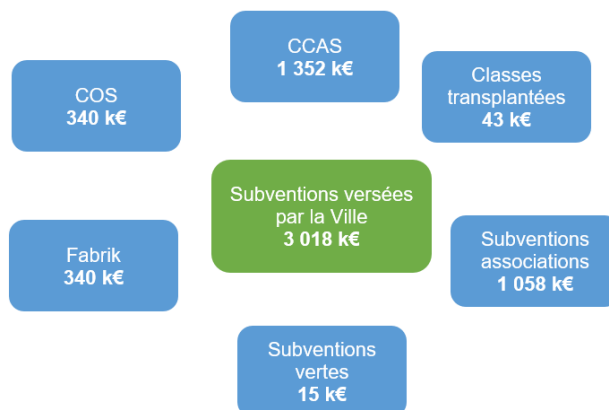 CCAS
1 352 k€
Classes
transplantées
43 k€
COS
340 k€
Subventions versées
par la Ville
3 018 k€
Fabrik
340 k€
Subventions
associations
1 058 k€
Subventions
vertes
15 k€